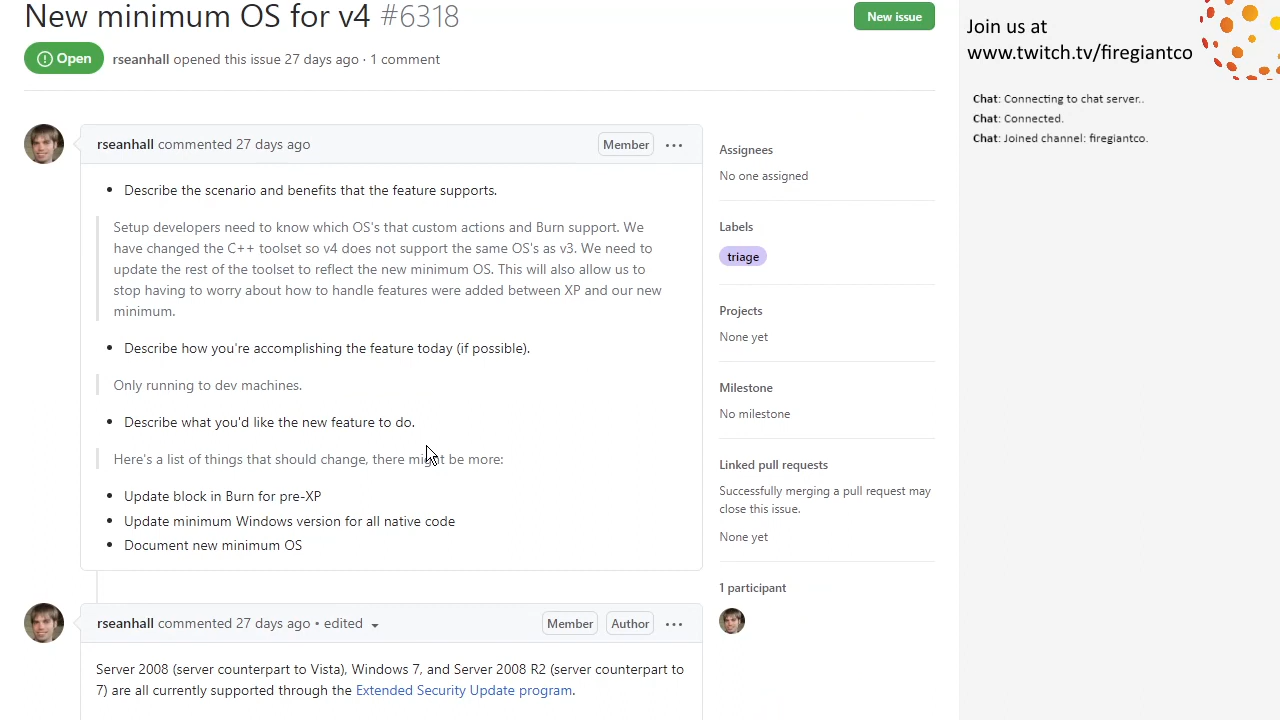 New minimum OS for v4 #6318
New issue
Open
rseanhall opened this issue 27 days ago · 1 comment
rseanhall commented 27 days ago
Member
• Describe the scenario and benefits that the feature supports.
Setup developers need to know which OS's that custom actions and Burn support. We
have changed the C++ toolset so v4 does not support the same OS's as v3. We need to
update the rest of the toolset to reflect the new minimum OS. This will also allow us to
stop having to worry about how to handle features were added between XP and our new
minimum.
• Describe how you're accomplishing the feature today (if possible).
Only running to dev machines.
• Describe what you'd like the new feature to do.
Here's a list of things that should change, there might be more:
• Update block in Burn for pre-XP
• Update minimum Windows version for all native code
• Document new minimum OS
rseanhall commented 27 days ago • edited
Member
Author
Server 2008 (server counterpart to Vista), Windows 7, and Server 2008 R2 (server counterpart to
7) are all currently supported through the Extended Security Update program.
Assignees
No one assigned
Labels
triage
Projects
None yet
Milestone
No milestone
Linked pull requests
Successfully merging a pull request may
close this issue.
None yet
1 participant
Join us at
www.twitch.tv/firegiantco
Chat: Connecting to chat server..
Chat: Connected.
Chat: Joined channel: firegiantco.